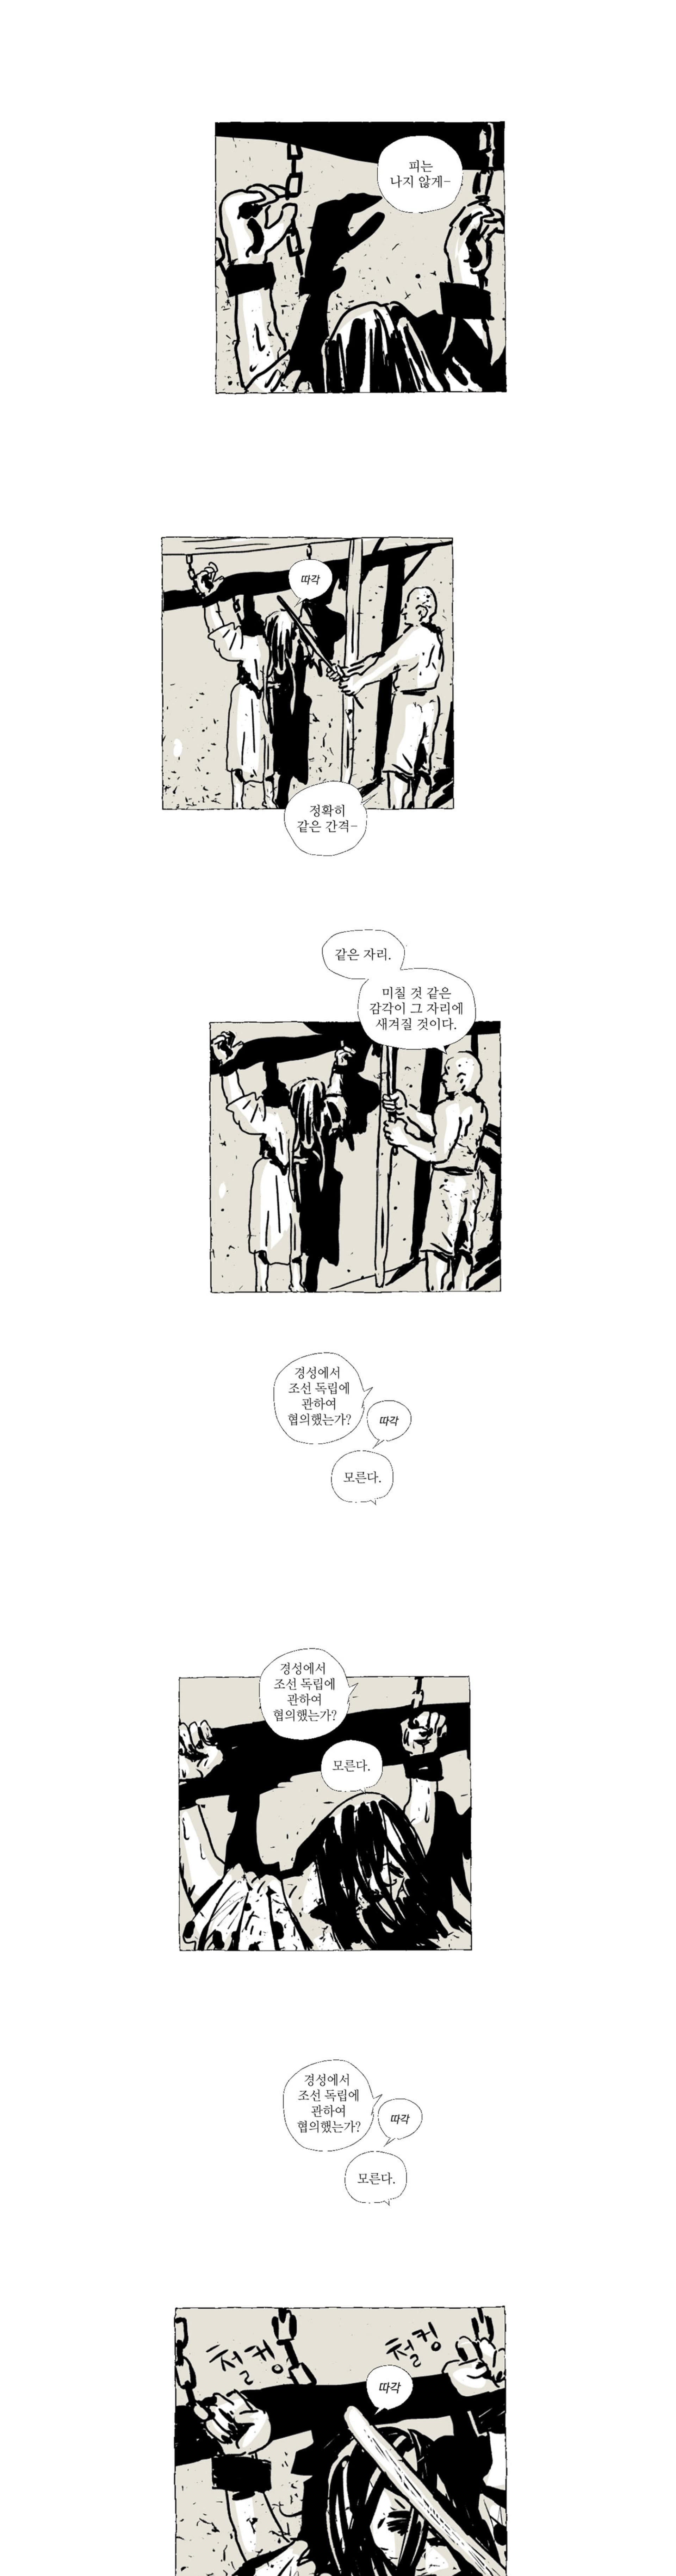 피는
나지 않게-
따각
정확히
같은 간격-
같은 자리.
미칠 것 같은
감각이 그 자리에
새겨질 것이다.
경성에서
조선 독립에
관하여
협의했는가?
따각
모른다.
경성에서
조선 독립에
관하여
협의했는가?
모른다.
경성에서
조선 독립에
관하여
협의했는가?
따각
모른다.
철컹
철컹
따각